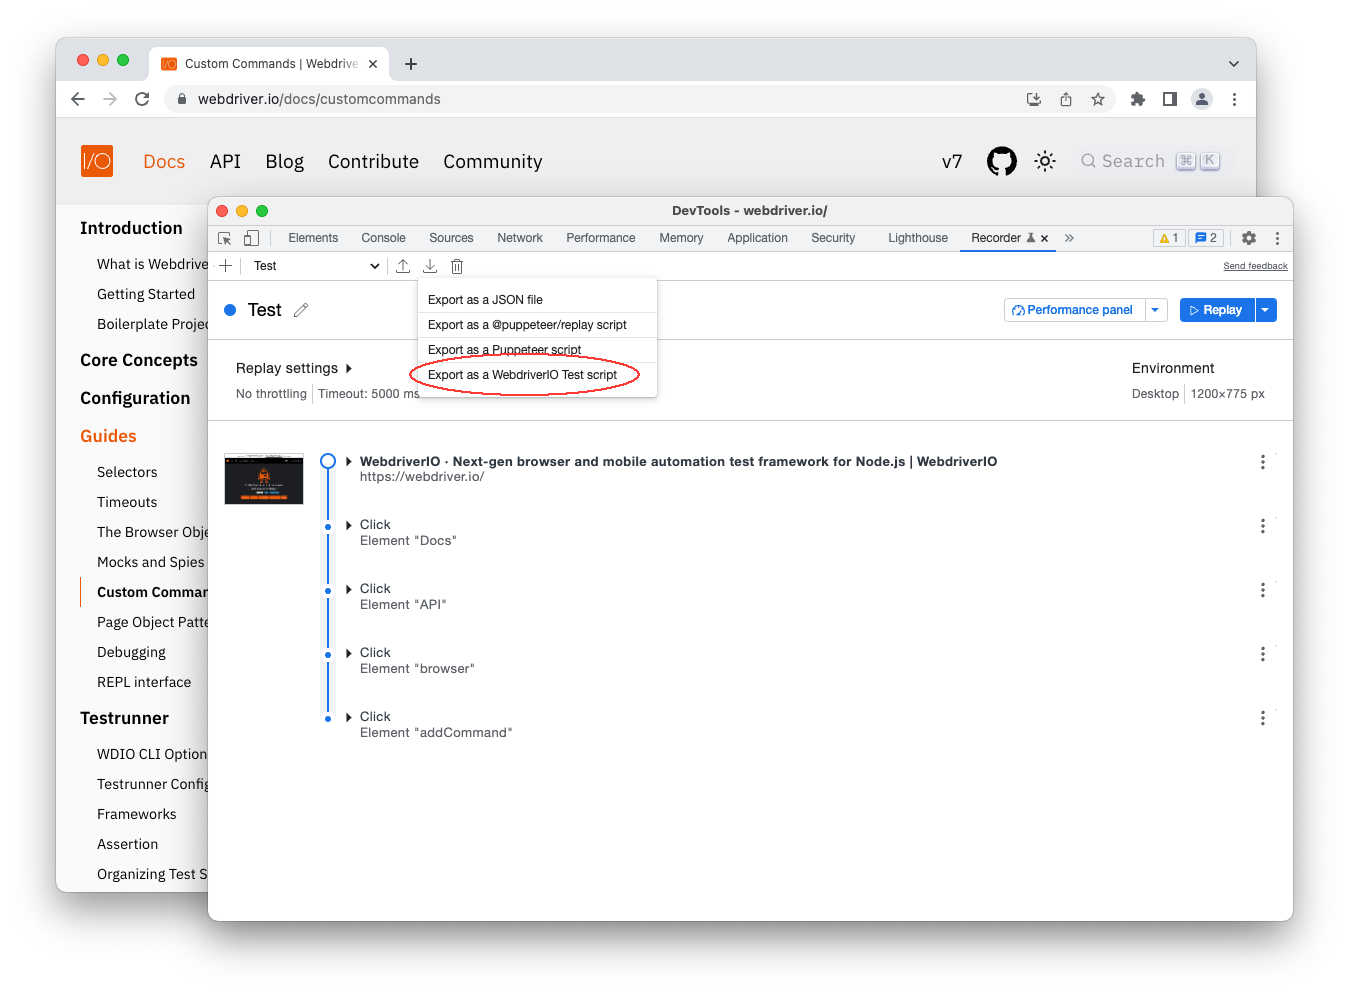 Custom Commands | Webdrive
webdriver.io/docs/customcommands
I/O
Docs API Blog Contribute Community
v7
Search ⌘ K
Introduction
What is Webdrive
Getting Started
Boilerplate Projec
Core Concepts
Configuration
Guides
Selectors
Timeouts
The Browser Obje
Mocks and Spies
Custom Comman
Page Object Patte
Debugging
REPL interface
Testrunner
WDIO CLI Option
Testrunner Config
Frameworks
Assertion
Organizing Test S
DevTools - webdriver.io/
Elements Console Sources Network Performance Memory Application Security Lighthouse Recorder
1
2
Test
Send feedback
Export as a JSON file
Export as a @puppeteer/replay script
Export as a Puppeteer script
Export as a WebdriverIO Test script
Test
Performance panel
Replay
Replay settings
No throttling Timeout: 5000 ms
Environment
Desktop 1200×775 px
WebdriverIO · Next-gen browser and mobile automation test framework for Node.js | WebdriverIO
https://webdriver.io/
Click
Element "Docs"
Click
Element "API"
Click
Element "browser"
Click
Element "addCommand"